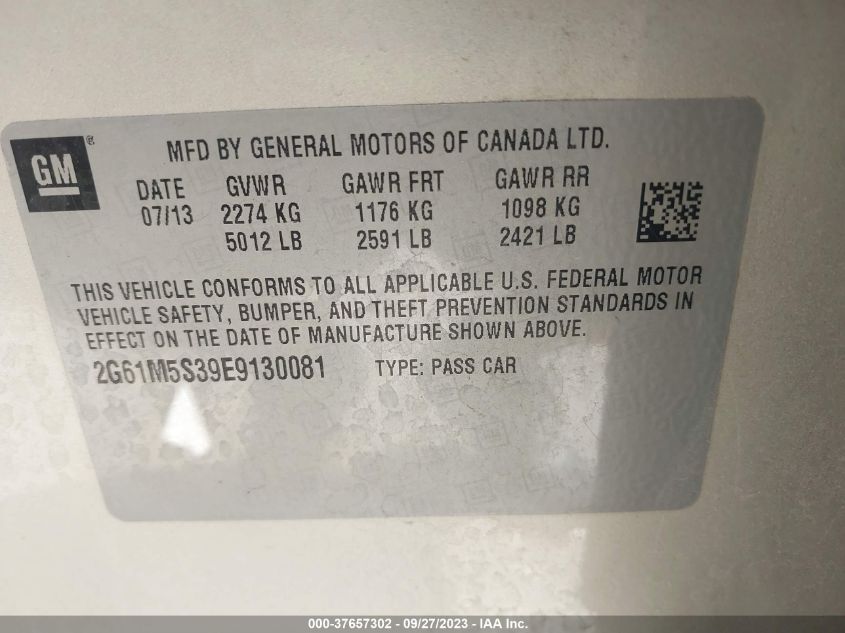 GM ®
MFD BY GENERAL MOTORS OF CANADA LTD.
DATE GVWR GAWR FRT GAWR RR
07/13 2274 KG 1176 KG 1098 KG
5012 LB 2591 LB 2421 LB
THIS VEHICLE CONFORMS TO ALL APPLICABLE U.S. FEDERAL MOTOR
VEHICLE SAFETY, BUMPER, AND THEFT PREVENTION STANDARDS IN
EFFECT ON THE DATE OF MANUFACTURE SHOWN ABOVE.
2G61M5S39E9130081 TYPE: PASS CAR
000-37657302 - 09/27/2023 - IAA Inc.